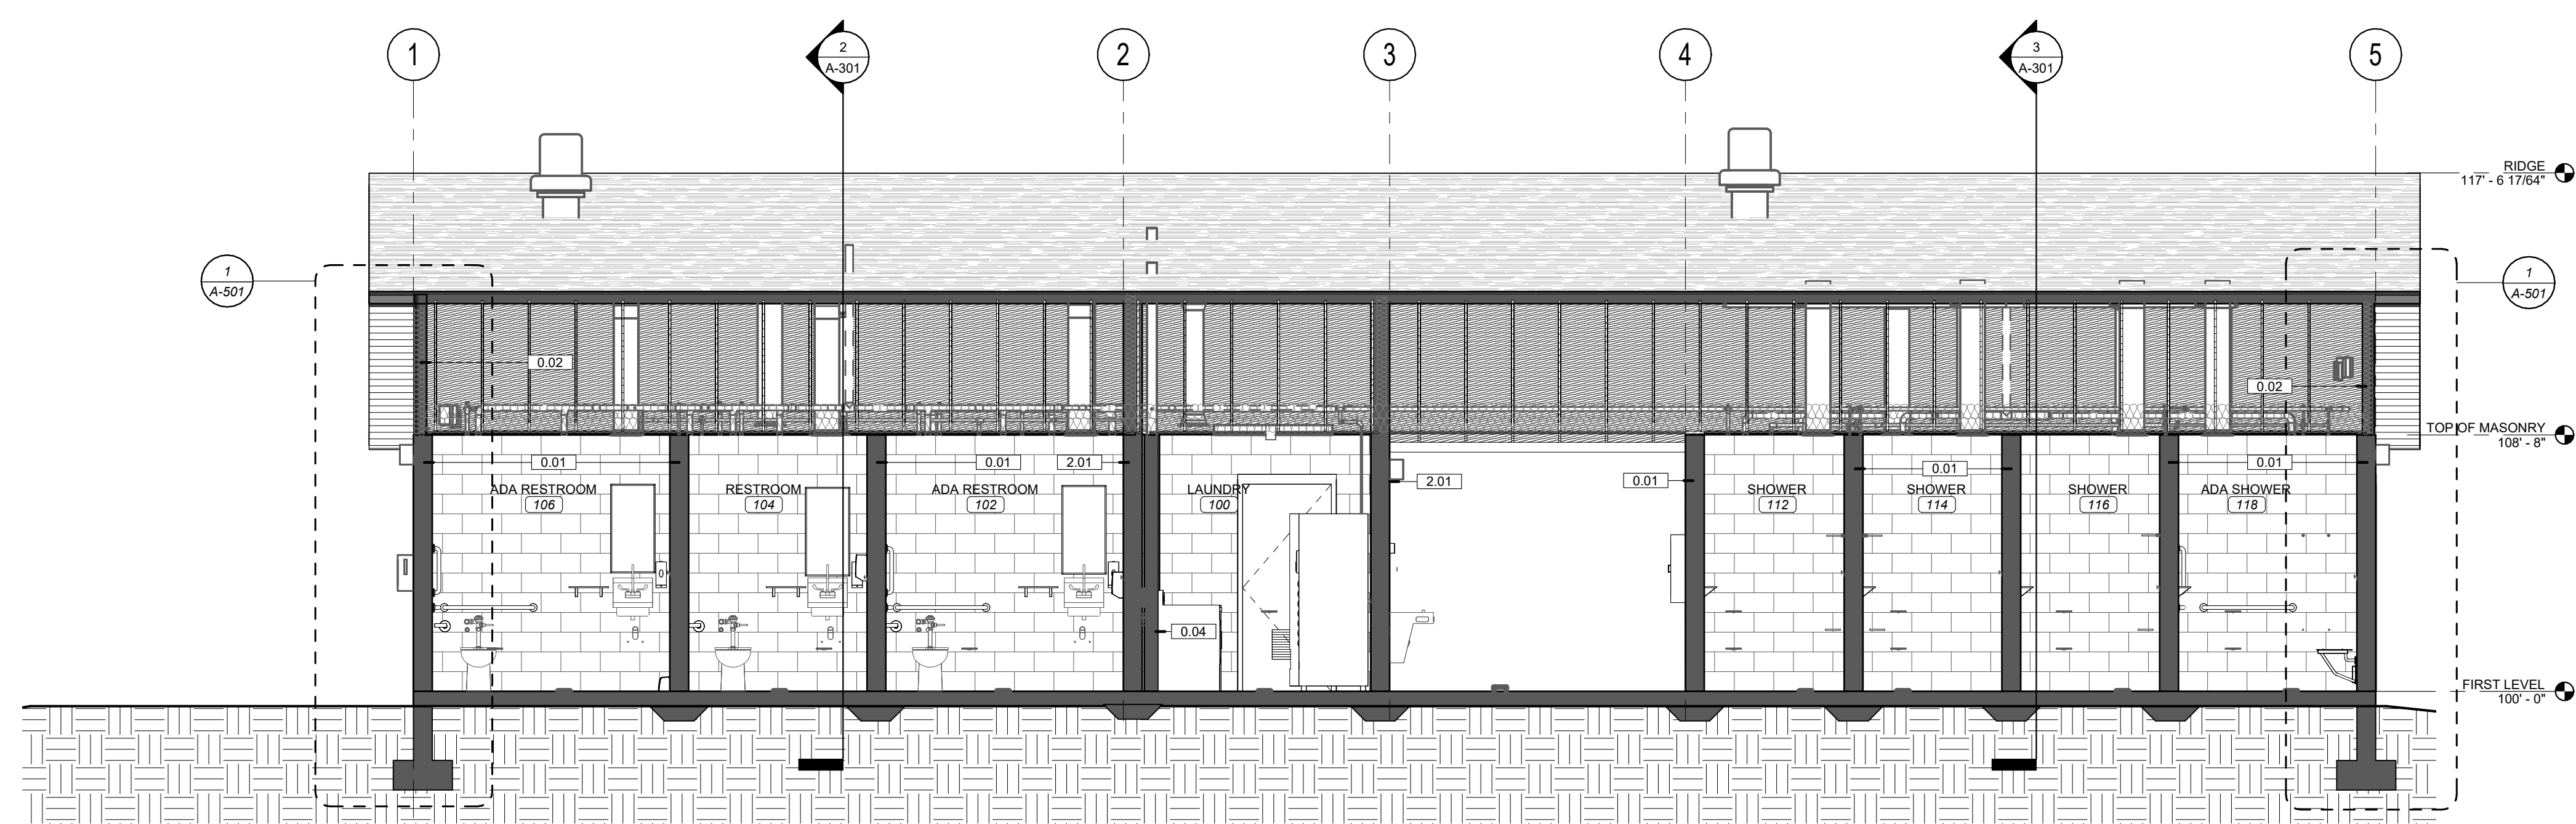 1
2
A-301
2
3
4
3
A-301
5
RIDGE
117' - 6 17/64"
1
A-501
1
A-501
0.02
0.02
TOP OF MASONRY
108' - 8"
0.01
0.01
2.01
2.01
0.01
0.01
0.01
ADA RESTROOM
106
RESTROOM
104
ADA RESTROOM
102
LAUNDRY
100
SHOWER
112
SHOWER
114
SHOWER
116
ADA SHOWER
118
0.04
FIRST LEVEL
100' - 0"